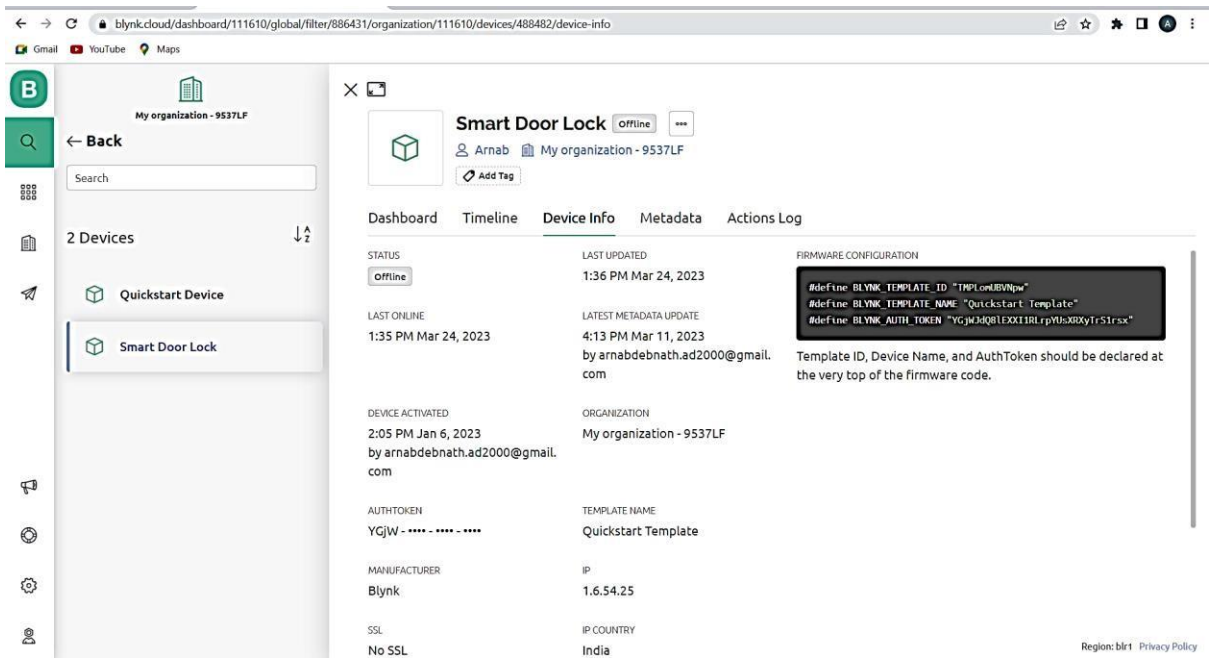 blynk.cloud/dashboard/111610/global/filter/886431/organization/111610/devices/488482/device-info
A
Gmail
YouTube
Maps
B
My organization - 9537LF
Back
Search
2 Devices
A
Z
Quickstart Device
Smart Door Lock
Smart Door Lock Offline
Arnab My organization - 9537LF
Add Tag
Dashboard Timeline Device Info Metadata Actions Log
STATUS
Offline
LAST UPDATED
1:36 PM Mar 24, 2023
FIRMWARE CONFIGURATION
#define BLYNK_TEMPLATE_ID "TMPLomUBVNpw"
#define BLYNK_TEMPLATE_NAME "Quickstart Template"
#define BLYNK_AUTH_TOKEN "YGjWJdQ8lEXXI1RLrpYUsXRXyTrS1rsx"
Template ID, Device Name, and AuthToken should be declared at
the very top of the firmware code.
LAST ONLINE
1:35 PM Mar 24, 2023
LATEST METADATA UPDATE
4:13 PM Mar 11, 2023
by arnabdebnath.ad2000@gmail.
com
DEVICE ACTIVATED
2:05 PM Jan 6, 2023
by arnabdebnath.ad2000@gmail.
com
ORGANIZATION
My organization - 9537LF
AUTHTOKEN
YGjW - •••• - •••• - ••••
TEMPLATE NAME
Quickstart Template
MANUFACTURER
Blynk
IP
1.6.54.25
SSL
No SSL
IP COUNTRY
India
Region: blr1 Privacy Policy